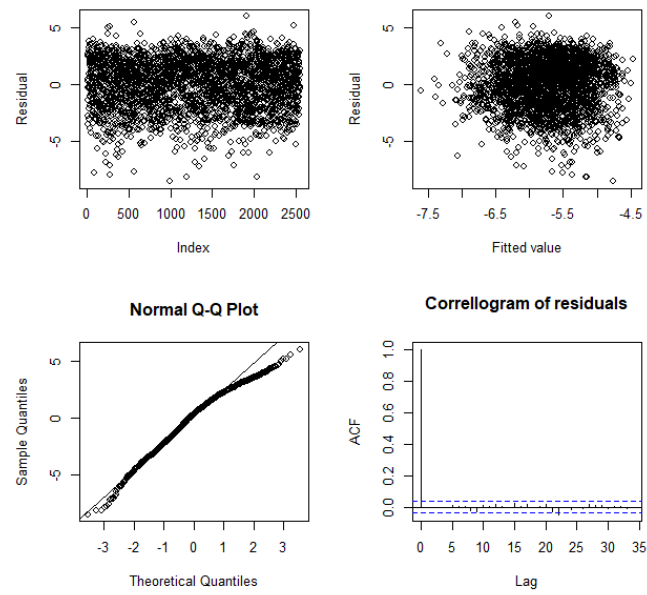 Residual
5
0
-5
0 500 1000 1500 2000 2500
Index
Residual
5
0
-5
-7.5 -6.5 -5.5 -4.5
Fitted value
Normal Q-Q Plot
Sample Quantiles
5
0
-5
-3 -2 -1 0 1 2 3
Theoretical Quantiles
Correllogram of residuals
ACF
1.0
0.8
0.6
0.4
0.2
0.0
0 5 10 15 20 25 30 35
Lag